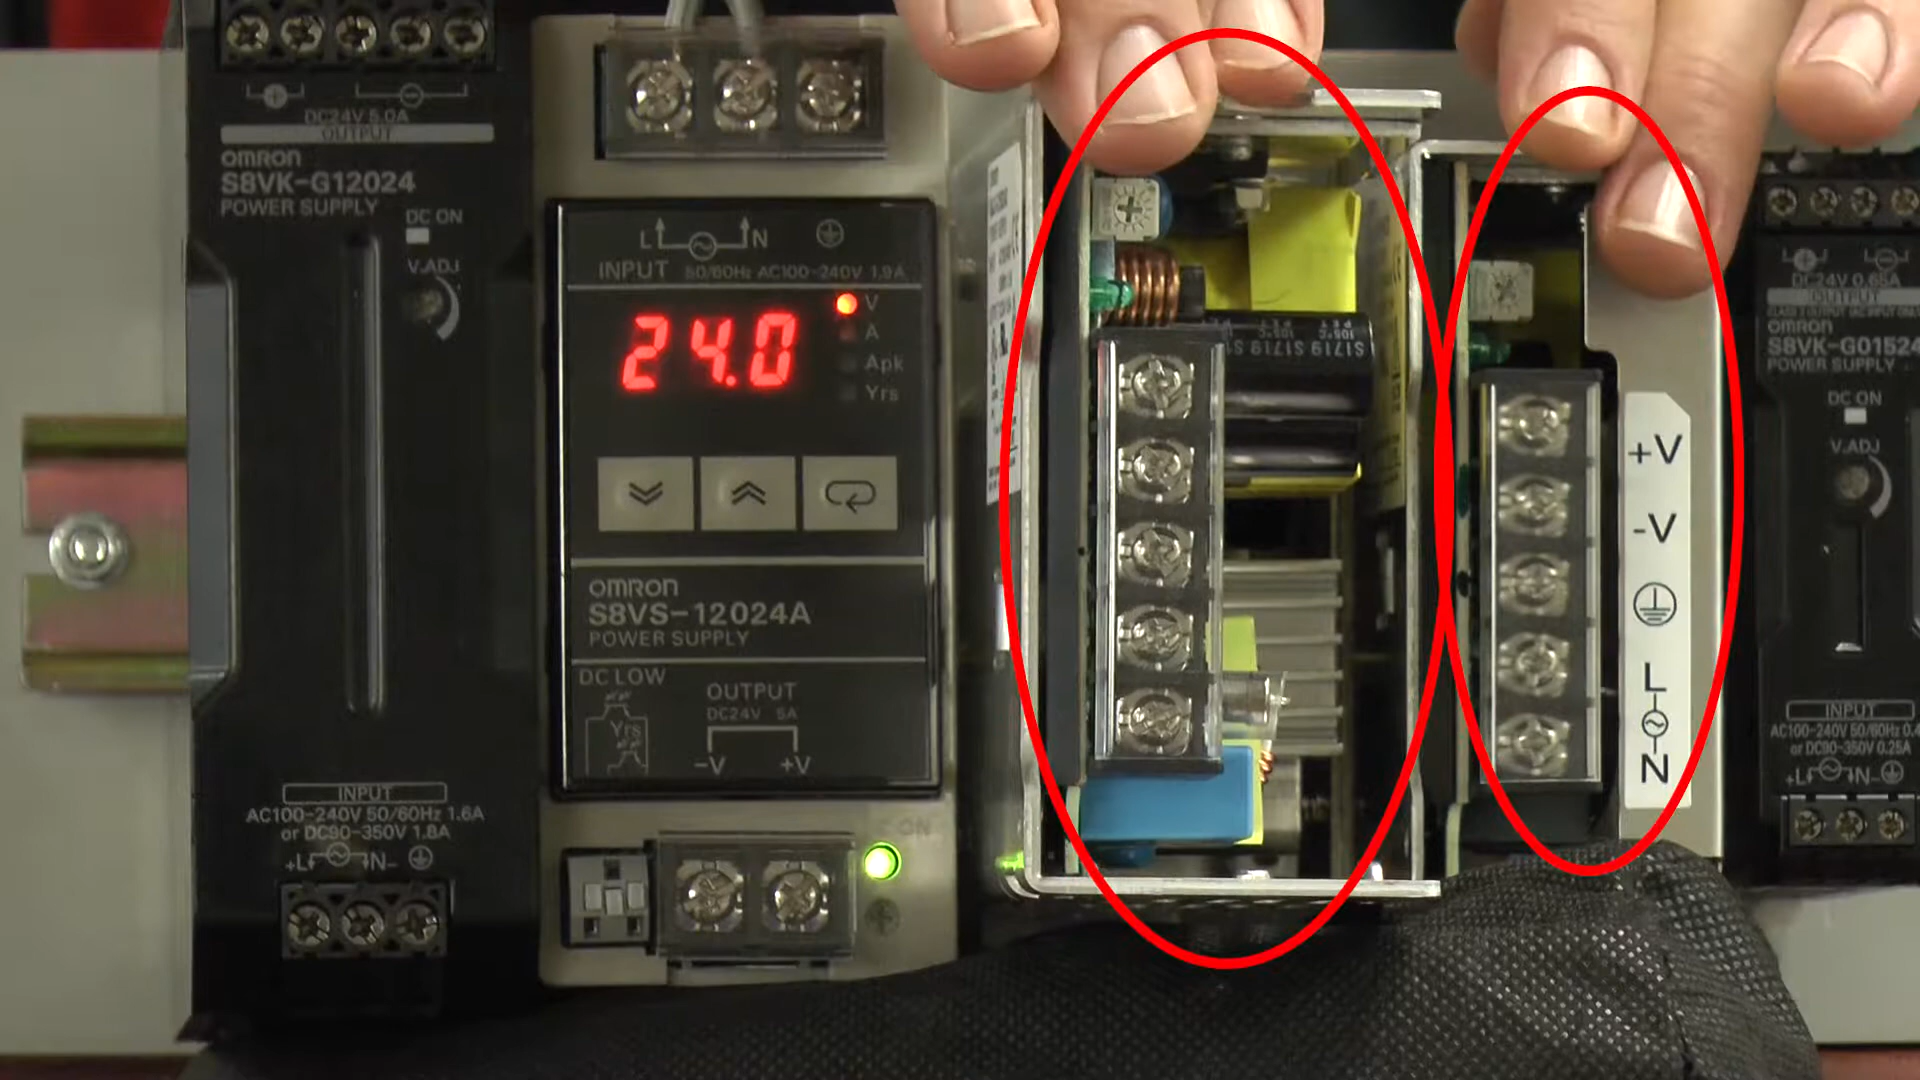 DC24V 5.0A
OUTPUT
OMRON
S8VK-G12024
POWER SUPPLY
DC ON
V.ADJ
INPUT
AC100-240V 50/60Hz 1.6A
or DC90-350V 1.8A
+L N-
L N
INPUT 50/60Hz AC100-240V 1.9A
24.0
V
A
Apk
Yrs
OMRON
S8VS-12024A
POWER SUPPLY
DC LOW
Yrs
OUTPUT
DC24V 5A
-V +V
ON
105°C
S1719 S1719
+V
-V
L
N
DC24V 0.65A
OUTPUT
OMRON
S8VK-G01524
POWER SUPPLY
DC ON
V.ADJ
INPUT
AC100-240V 50/60Hz
or DC90-350V 0.25A
+L N-